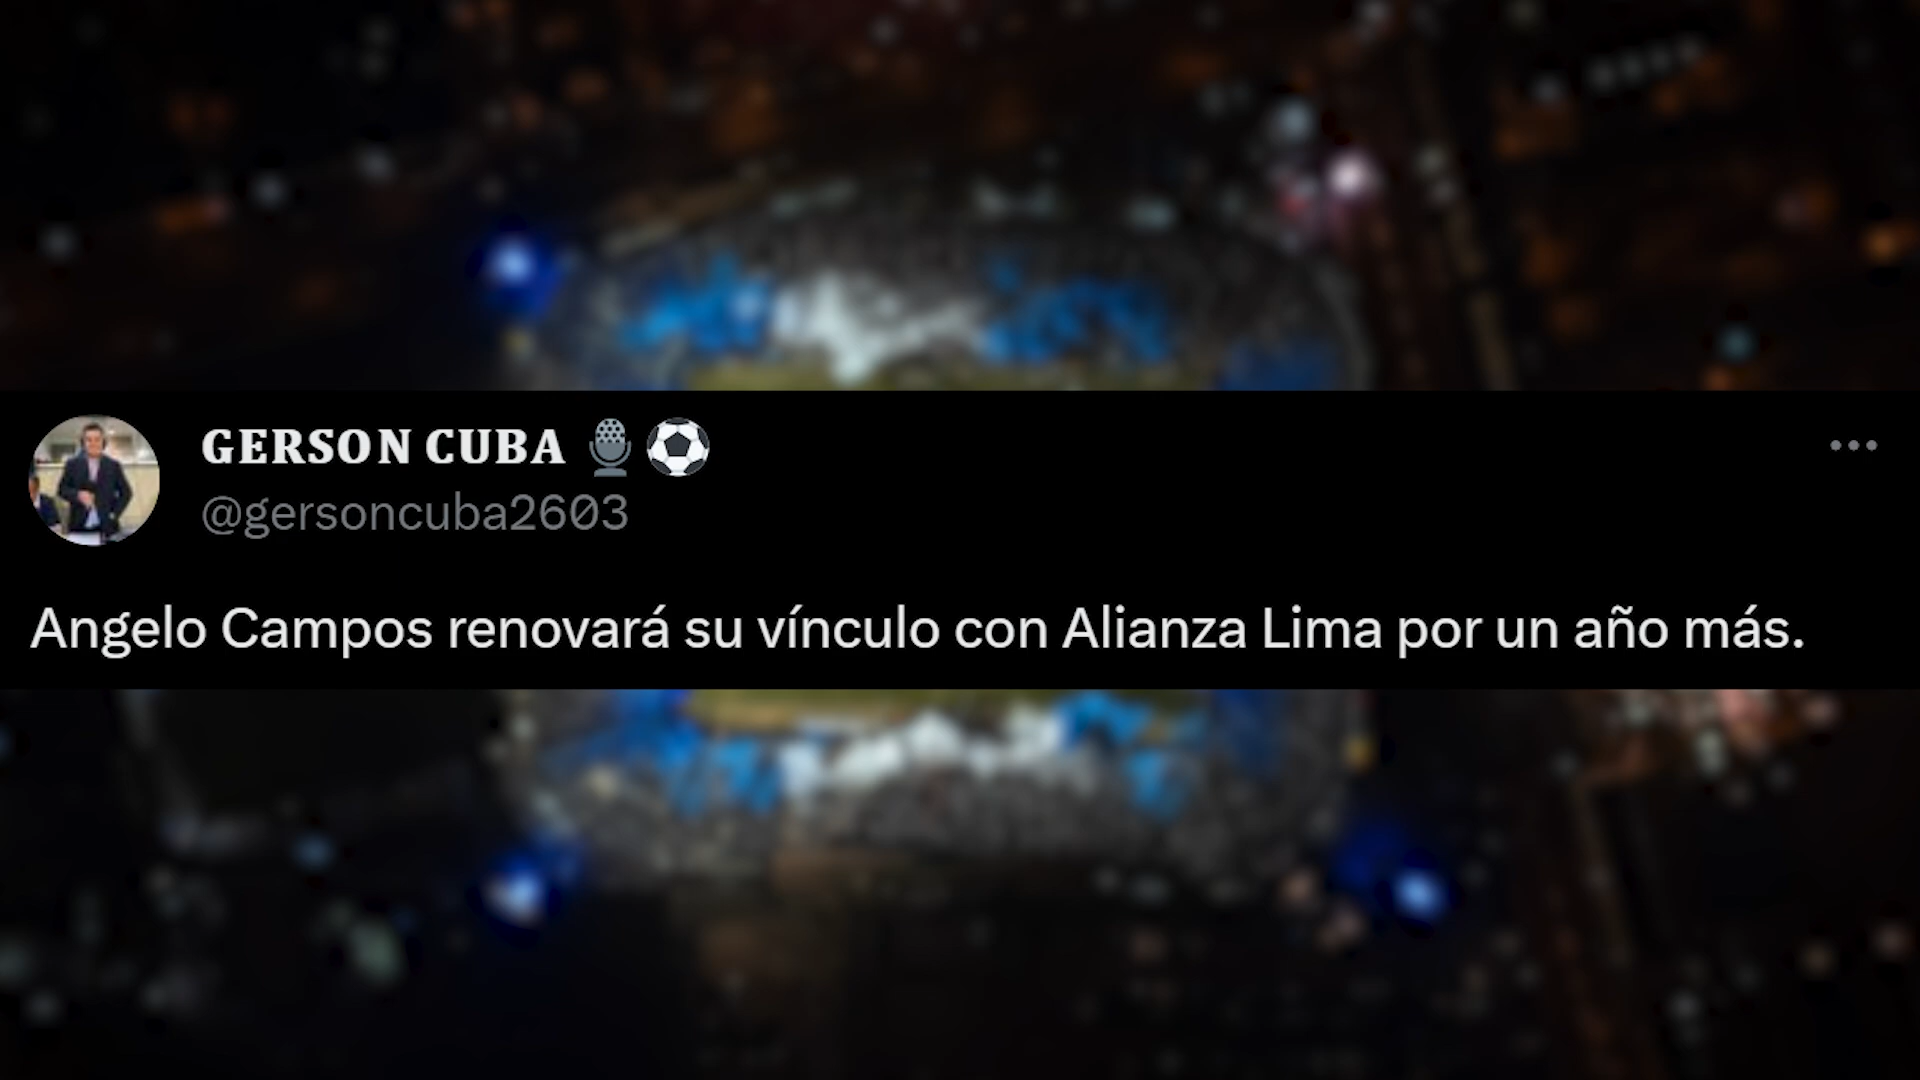 GERSON CUBA 🎙️⚽
@gersoncuba2603
Angelo Campos renovará su vínculo con Alianza Lima por un año más.